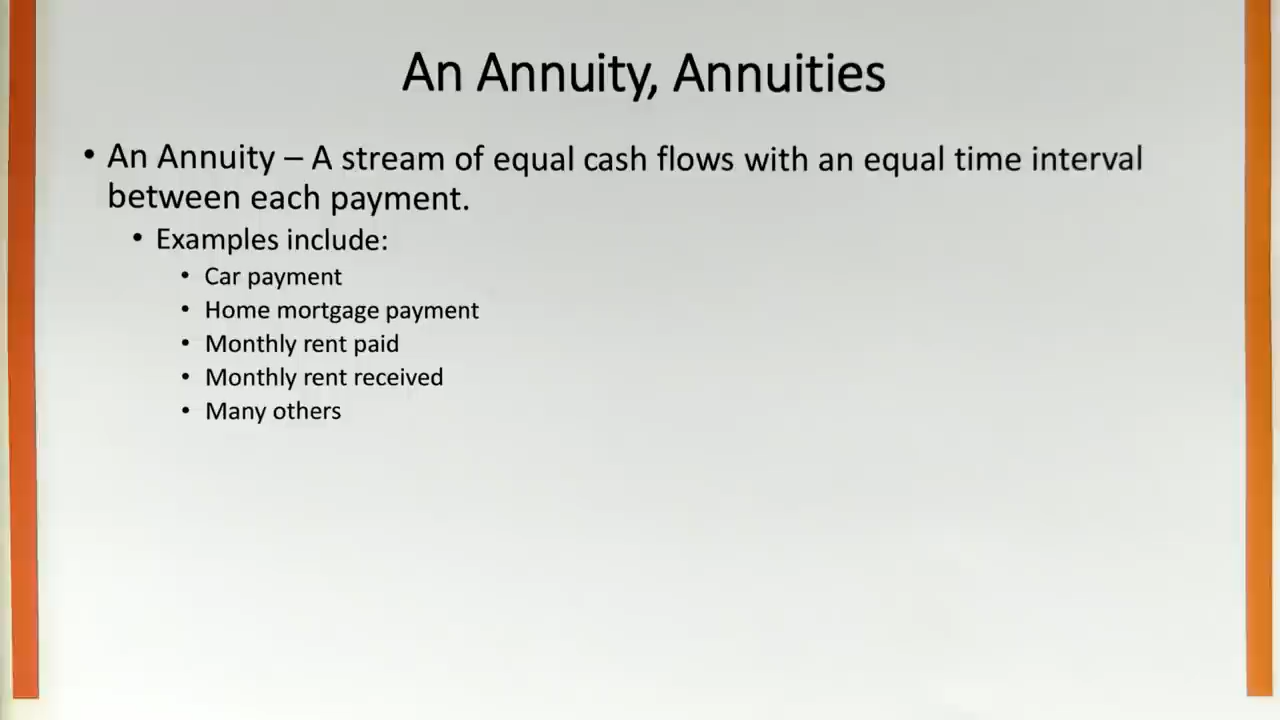 An Annuity, Annuities
• An Annuity – A stream of equal cash flows with an equal time interval
between each payment.
• Examples include:
• Car payment
• Home mortgage payment
• Monthly rent paid
• Monthly rent received
• Many others